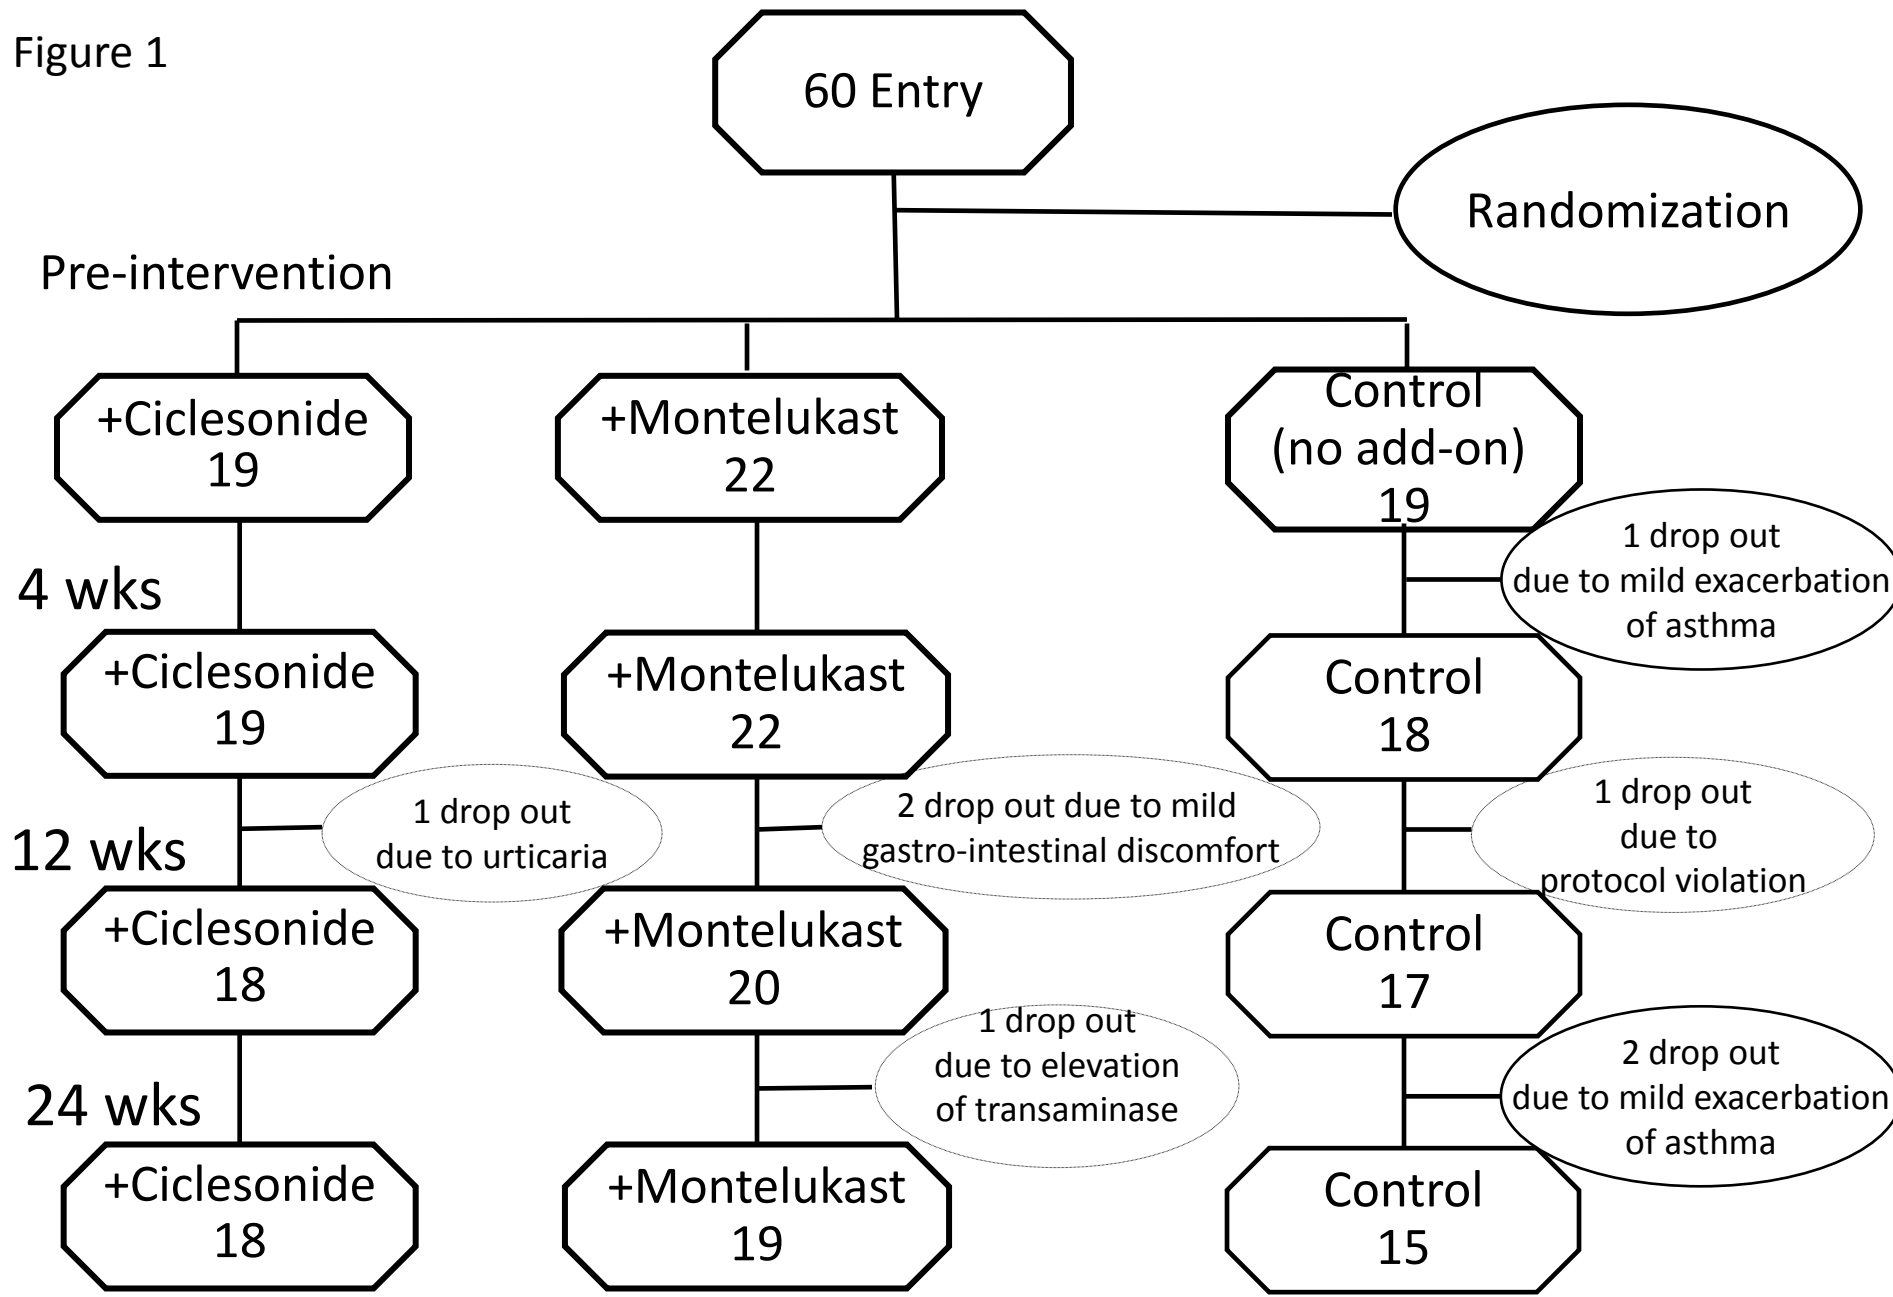 Figure 1
60 Entry
Randomization
Pre-intervention
+Ciclesonide
19
+Montelukast
22
Control
(no add-on)
19
1 drop out
due to mild exacerbation
of asthma
4 wks
+Ciclesonide
19
+Montelukast
22
Control
18
1 drop out
due to urticaria
2 drop out due to mild
gastro-intestinal discomfort
1 drop out
due to
protocol violation
12 wks
+Ciclesonide
18
+Montelukast
20
Control
17
1 drop out
due to elevation
of transaminase
2 drop out
due to mild exacerbation
of asthma
24 wks
+Ciclesonide
18
+Montelukast
19
Control
15